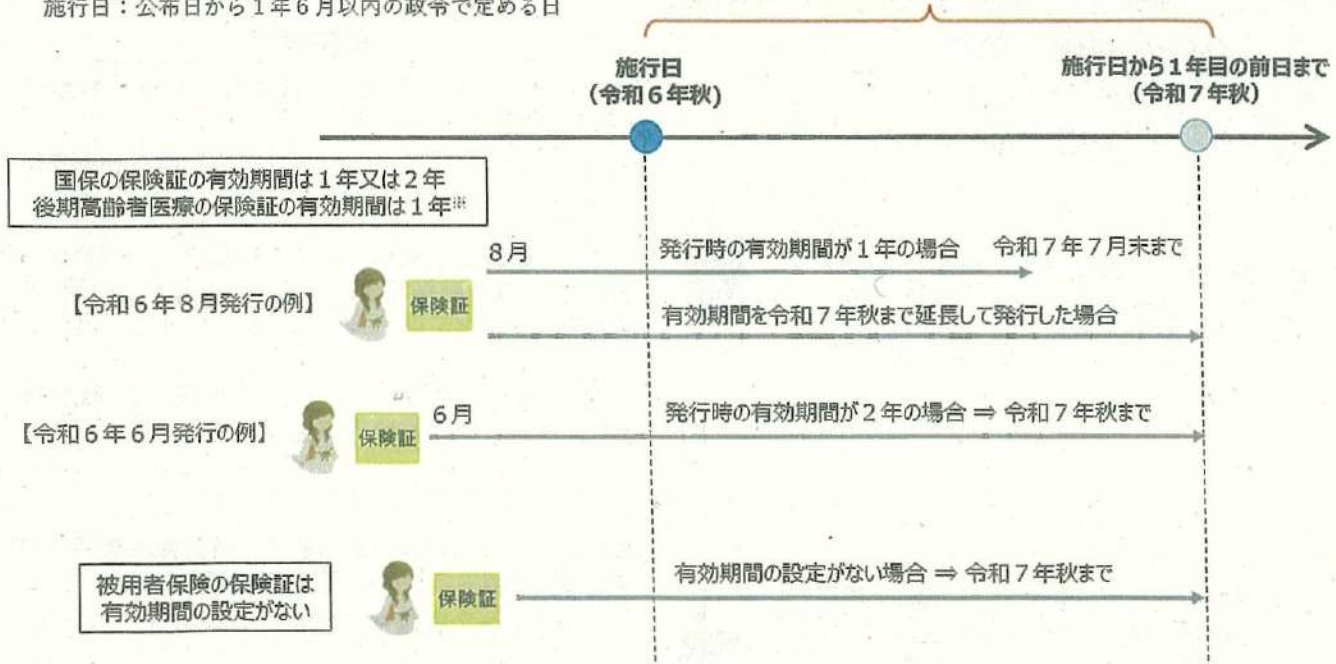 施行日：公布日から１年６月以内の政令で定める日
施行日
（令和６年秋）
施行日から１年目の前日まで
（令和７年秋）
国保の保険証の有効期間は１年又は２年
後期高齢者医療の保険証の有効期間は１年※
８月
発行時の有効期間が１年の場合
令和７年７月末まで
【令和６年８月発行の例】
保険証
有効期間を令和７年秋まで延長して発行した場合
６月
発行時の有効期間が２年の場合 ⇒ 令和７年秋まで
【令和６年６月発行の例】
保険証
被用者保険の保険証は
有効期間の設定がない
保険証
有効期間の設定がない場合 ⇒ 令和７年秋まで